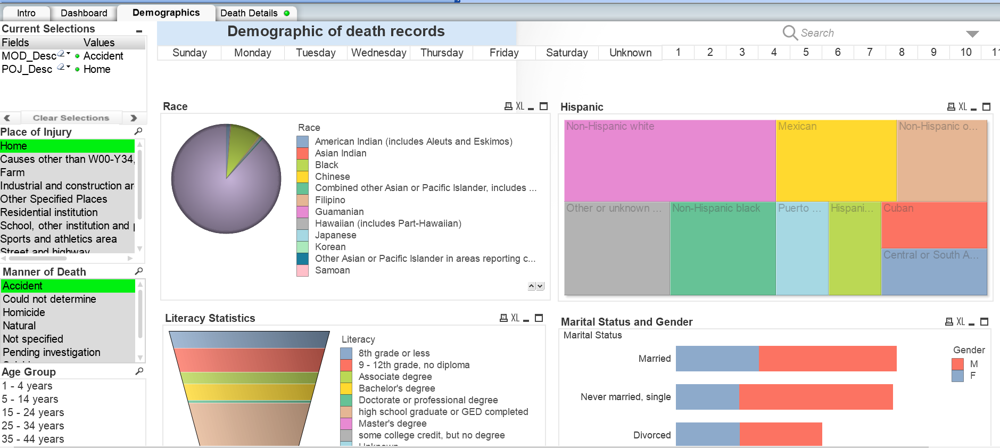 Intro Dashboard Demographics Death Details
Current Selections
Fields Values
MOD_Desc Accident
POJ_Desc Home
Clear Selections
Place of Injury
Home
Causes other than W00-Y34,
Farm
Industrial and construction ar
Other Specified Places
Residential institution
School, other institution and
Sports and athletics area
Street and highway
Manner of Death
Accident
Could not determine
Homicide
Natural
Not specified
Pending investigation
Age Group
1 - 4 years
5 - 14 years
15 - 24 years
25 - 34 years
35 - 44 years
Demographic of death records
Search
Sunday Monday Tuesday Wednesday Thursday Friday Saturday Unknown 1 2 3 4 5 6 7 8 9 10 11
Race
XL
Race
American Indian (includes Aleuts and Eskimos)
Asian Indian
Black
Chinese
Combined other Asian or Pacific Islander, includes ...
Filipino
Guamanian
Hawaiian (includes Part-Hawaiian)
Japanese
Korean
Other Asian or Pacific Islander in areas reporting c...
Samoan
Hispanic
XL
Non-Hispanic white
Mexican
Non-Hispanic o...
Other or unknown ...
Non-Hispanic black
Puerto ...
Hispani...
Cuban
Central or South A...
Literacy Statistics
XL
Literacy
8th grade or less
9 - 12th grade, no diploma
Associate degree
Bachelor's degree
Doctorate or professional degree
high school graduate or GED completed
Master's degree
some college credit, but no degree
Unknown
Marital Status and Gender
XL
Marital Status
Married
Never married, single
Divorced
Gender
M
F